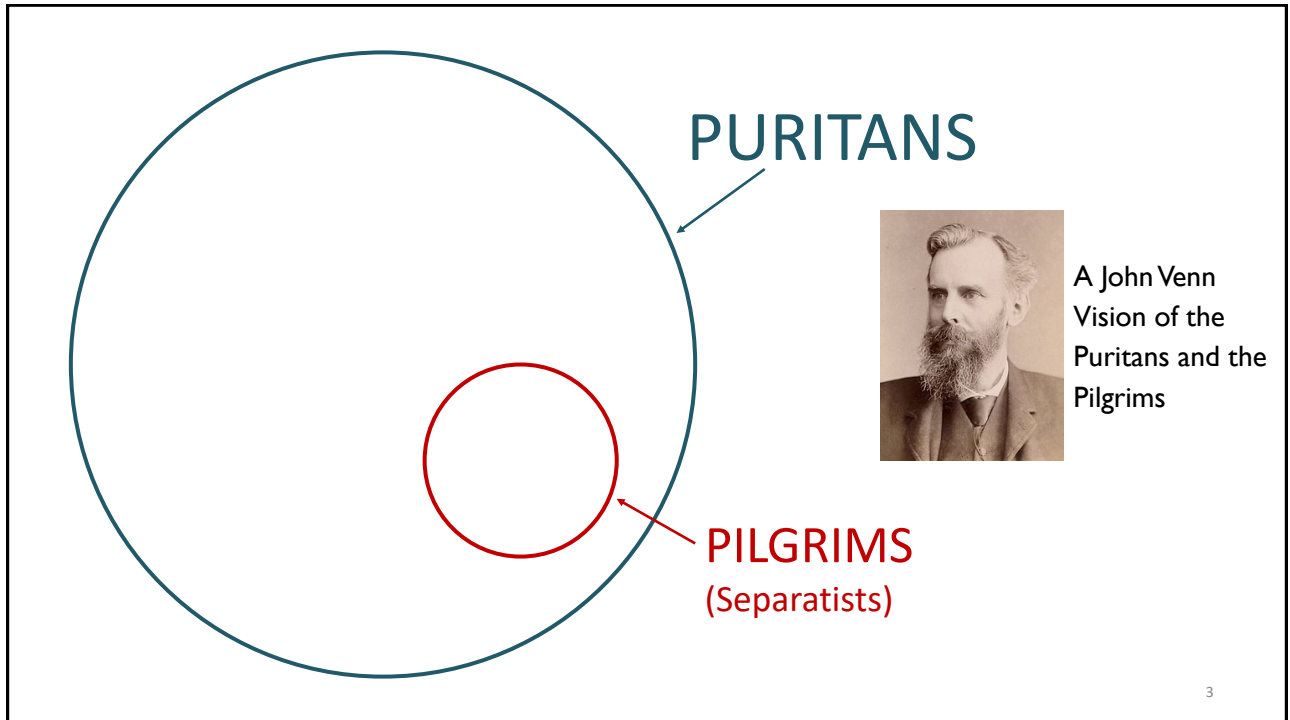 PURITANS
A John Venn
Vision of the
Puritans and the
Pilgrims
PILGRIMS
(Separatists)
3